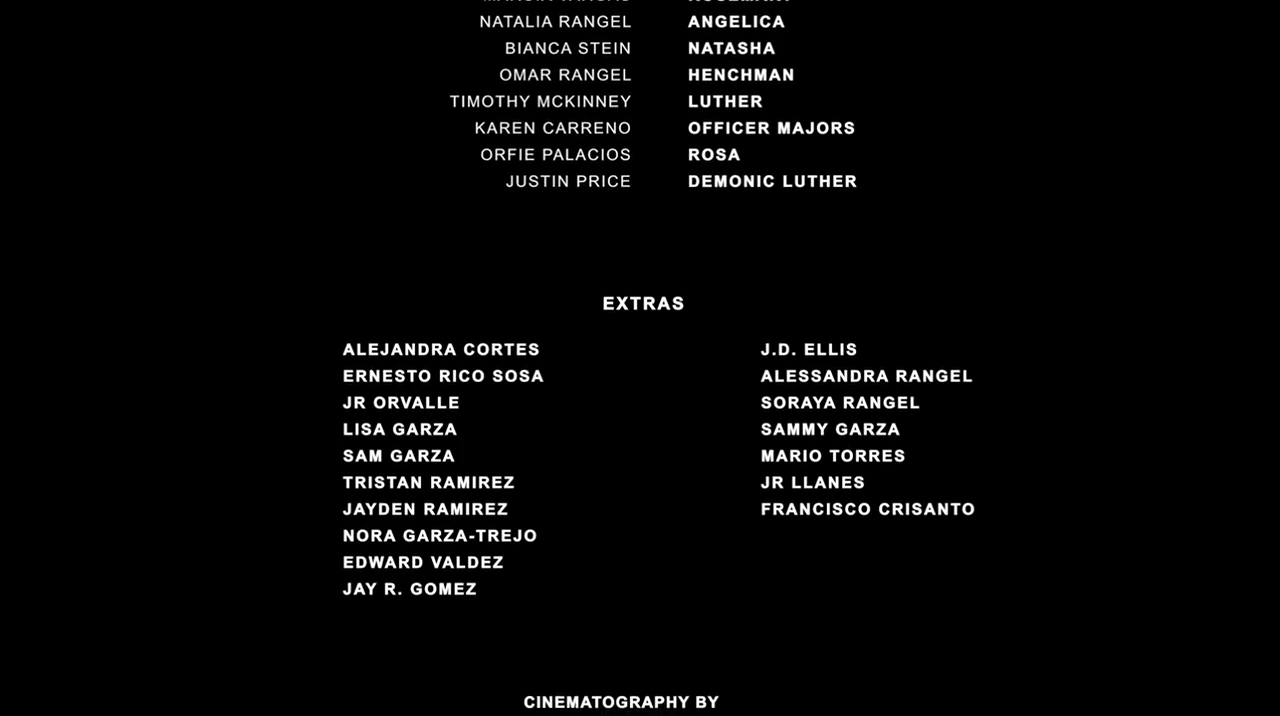 NATALIA RANGEL ANGELICA
BIANCA STEIN NATASHA
OMAR RANGEL HENCHMAN
TIMOTHY MCKINNEY LUTHER
KAREN CARRENO OFFICER MAJORS
ORFIE PALACIOS ROSA
JUSTIN PRICE DEMONIC LUTHER
EXTRAS
ALEJANDRA CORTES
ERNESTO RICO SOSA
JR ORVALLE
LISA GARZA
SAM GARZA
TRISTAN RAMIREZ
JAYDEN RAMIREZ
NORA GARZA-TREJO
EDWARD VALDEZ
JAY R. GOMEZ
J.D. ELLIS
ALESSANDRA RANGEL
SORAYA RANGEL
SAMMY GARZA
MARIO TORRES
JR LLANES
FRANCISCO CRISANTO
CINEMATOGRAPHY BY